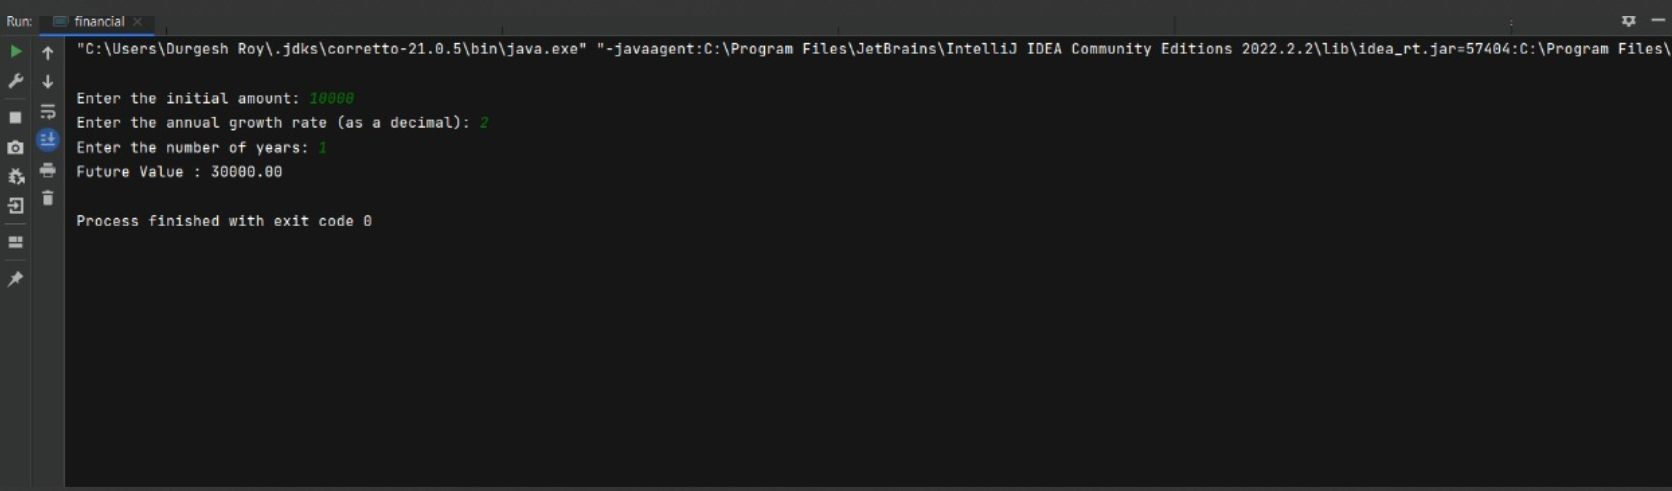 Run: financial
"C:\Users\Durgesh Roy\.jdks\corretto-21.0.5\bin\java.exe" "-javaagent:C:\Program Files\JetBrains\IntelliJ IDEA Community Editions 2022.2.2\lib\idea_rt.jar=57404:C:\Program Files\
Enter the initial amount: 10000
Enter the annual growth rate (as a decimal): 2
Enter the number of years: 1
Future Value : 30000.00
Process finished with exit code 0